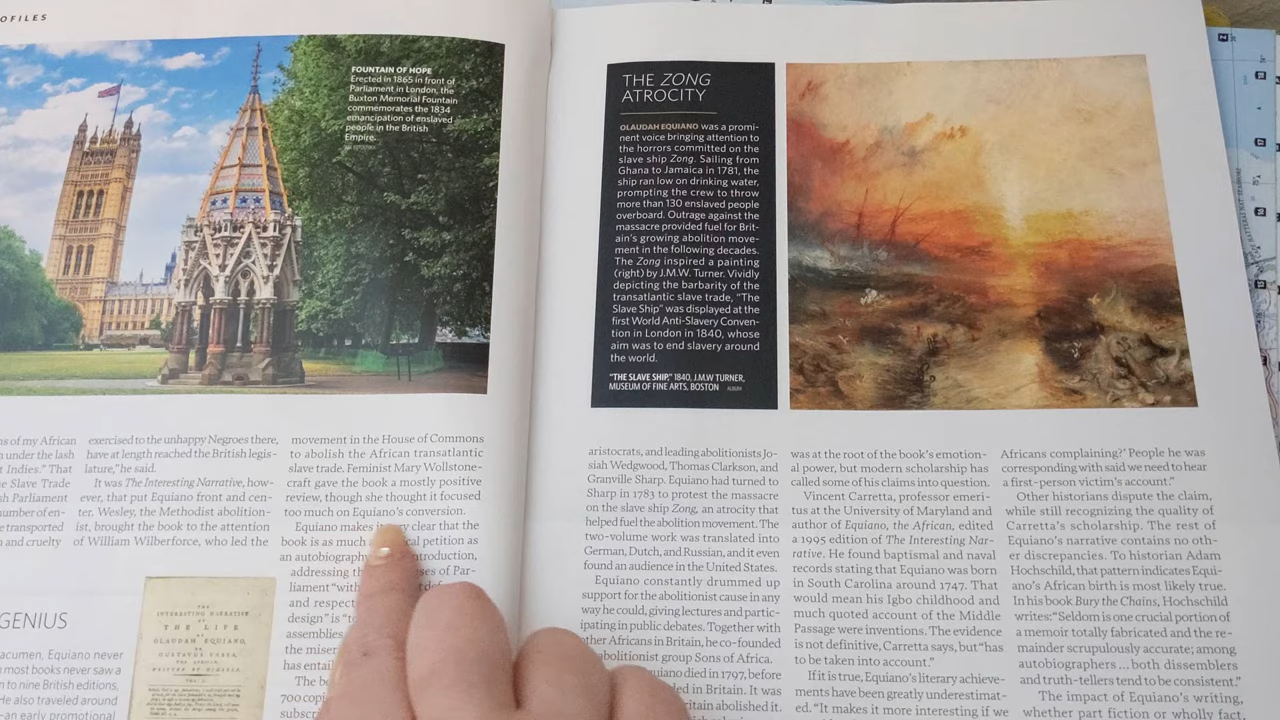 OFILES
FOUNTAIN OF HOPE
Erected in 1865 in front of
Parliament in London, the
Buxton Memorial Fountain
commemorates the 1834
emancipation of enslaved
people in the British
Empire.
ns of my African
n under the lash
t Indies." That
e Slave Trade
sh Parliament
number of en-
e transported
n and cruelty
exercised to the unhappy Negroes there,
have at length reached the British legis-
lature," he said.
It was The Interesting Narrative, how-
ever, that put Equiano front and cen-
ter. Wesley, the Methodist abolition-
ist, brought the book to the attention
of William Wilberforce, who led the
GENIUS
acumen, Equiano never
n most books never saw a
n to nine British editions,
He also traveled around
an early promotional
THE
INTERESTING NARRATIVE
OF
THE LIFE
OF
OLAUDAH EQUIANO,
OR
GUSTAVUS VASSA,
THE AFRICAN.
WRITTEN BY HIMSELF.
VOL. I.
movement in the House of Commons
to abolish the African transatlantic
slave trade. Feminist Mary Wollstone-
craft gave the book a mostly positive
review, though she thought it focused
too much on Equiano's conversion.
Equiano makes it very clear that the
book is as much cal petition as
an autobiography ntroduction,
addressing th ses of Par-
liament "with
and respect
design" is "t
assemblies
the miser
has entai
The bo
700 copi
subscri
THE ZONG
ATROCITY
OLAUDAH EQUIANO was a promi-
nent voice bringing attention to
the horrors committed on the
slave ship Zong. Sailing from
Ghana to Jamaica in 1781, the
ship ran low on drinking water,
prompting the crew to throw
more than 130 enslaved people
overboard. Outrage against the
massacre provided fuel for Brit-
ain's growing abolition move-
ment in the following decades.
The Zong inspired a painting
(right) by J.M.W. Turner. Vividly
depicting the barbarity of the
transatlantic slave trade, "The
Slave Ship" was displayed at the
first World Anti-Slavery Conven-
tion in London in 1840, whose
aim was to end slavery around
the world.
"THE SLAVE SHIP," 1840, J.M.W TURNER,
MUSEUM OF FINE ARTS, BOSTON ALBUM
aristocrats, and leading abolitionists Jo-
siah Wedgwood, Thomas Clarkson, and
Granville Sharp. Equiano had turned to
Sharp in 1783 to protest the massacre
on the slave ship Zong, an atrocity that
helped fuel the abolition movement. The
two-volume work was translated into
German, Dutch, and Russian, and it even
found an audience in the United States.
Equiano constantly drummed up
support for the abolitionist cause in any
way he could, giving lectures and partic-
ipating in public debates. Together with
other Africans in Britain, he co-founded
abolitionist group Sons of Africa.
uiano died in 1797, before
led in Britain. It was
ritain abolished it.
was at the root of the book's emotion-
al power, but modern scholarship has
called some of his claims into question.
Vincent Carretta, professor emeri-
tus at the University of Maryland and
author of Equiano, the African, edited
a 1995 edition of The Interesting Nar-
rative. He found baptismal and naval
records stating that Equiano was born
in South Carolina around 1747. That
would mean his Igbo childhood and
much quoted account of the Middle
Passage were inventions. The evidence
is not definitive, Carretta says, but "has
to be taken into account."
If it is true, Equiano's literary achieve-
ments have been "underestimat-
ed. "It makes it more interesting if we
Africans complaining?' People he was
corresponding with said we need to hear
a first-person victim's account."
Other historians dispute the claim,
while still recognizing the quality of
Carretta's scholarship. The rest of
Equiano's narrative contains no oth-
er discrepancies. To historian Adam
Hochschild, that pattern indicates Equi-
ano's African birth is most likely true.
In his book Bury the Chains, Hochschild
writes: "Seldom is one crucial portion of
a memoir totally fabricated and the re-
mainder scrupulously accurate; among
autobiographers ... both dissemblers
and truth-tellers tend to be consistent."
The impact of Equiano's writing,
whether part fiction or wholly fact,